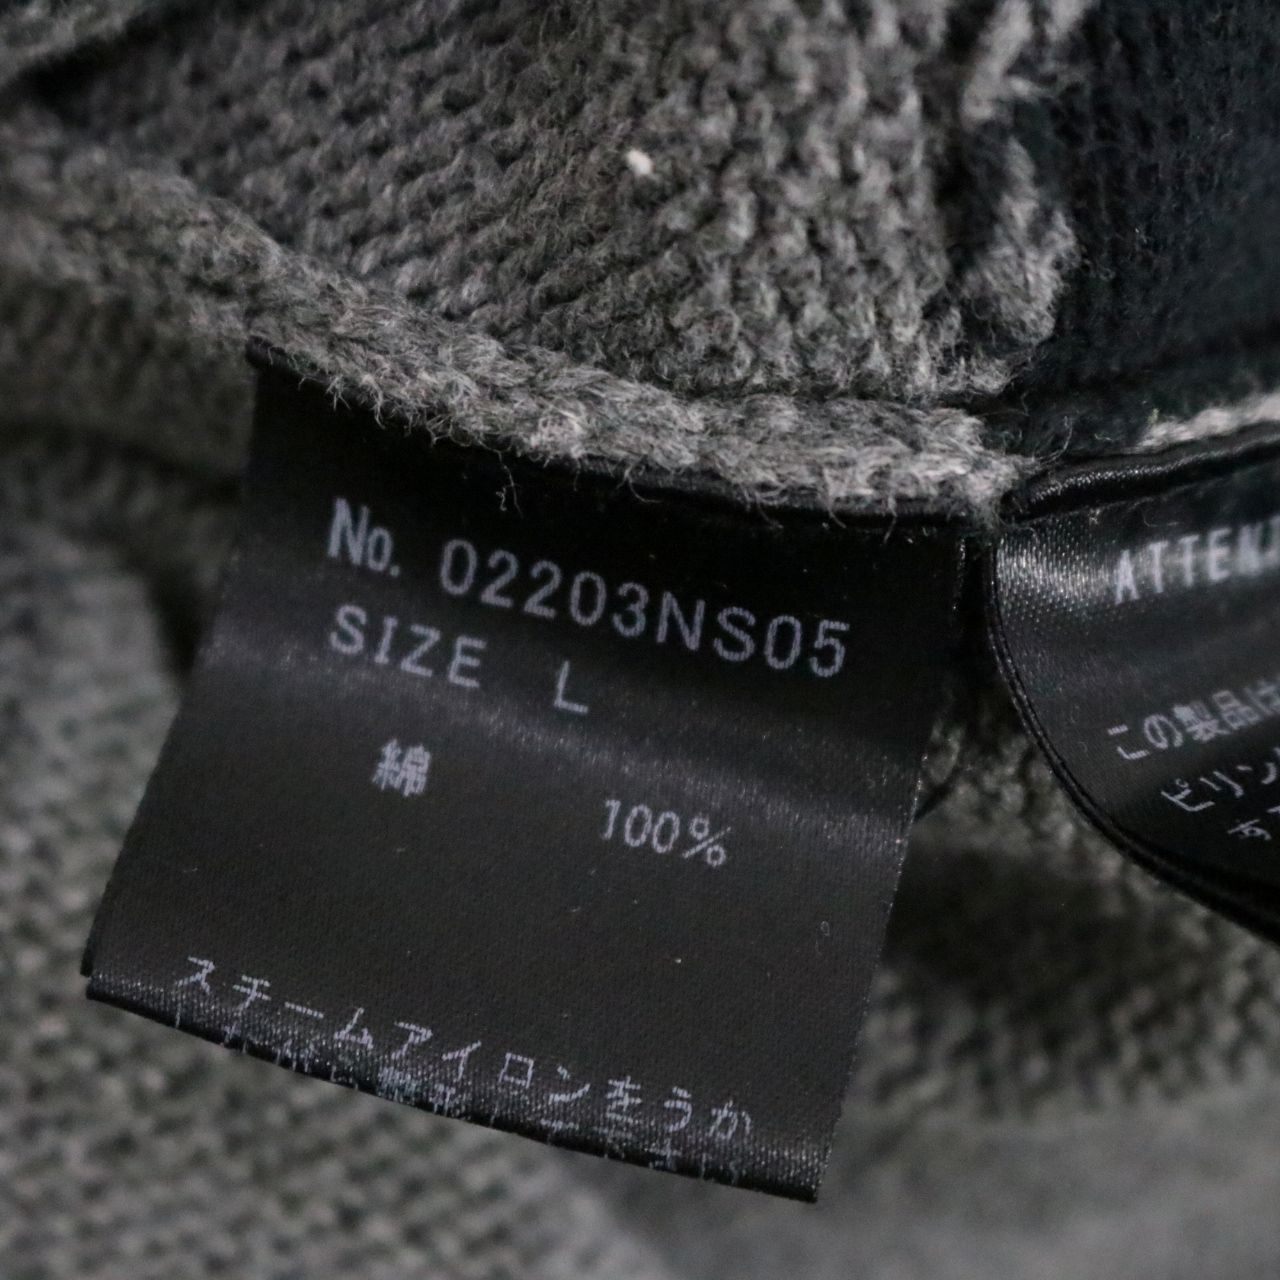 No. 02203NS05
SIZE L
綿 100%
スチームアイロンをうか
ATTEN
この製品は
ピリン